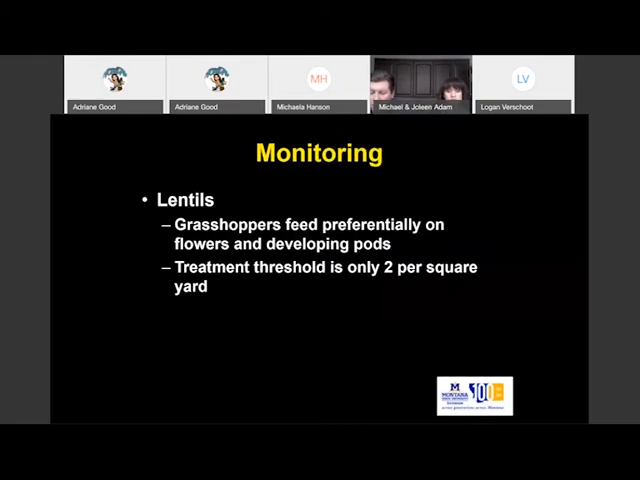 MH
LV
Adriane Good
Adriane Good
Michaela Hanson
Michael & Joleen Adam
Logan Verschoot
Monitoring
• Lentils
– Grasshoppers feed preferentially on
flowers and developing pods
– Treatment threshold is only 2 per square
yard
M
MONTANA
100